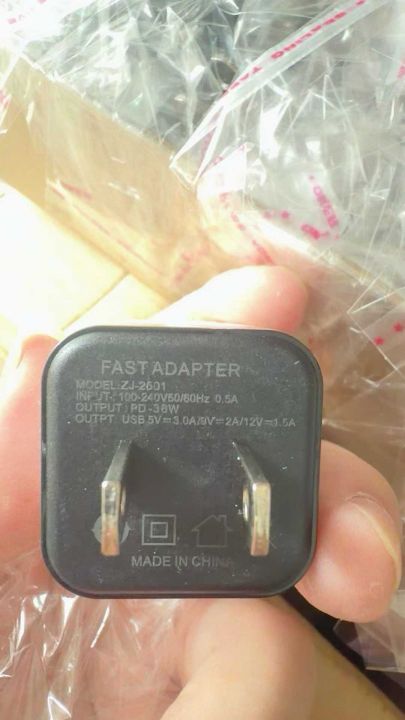 FAST ADAPTER
MODEL:ZJ-2601
INPUT-: 100-240V50/60Hz 0.5A
OUTPUT: PD-38W
OUTPT USB 5V=3.0A/9V=2A/12V=1.5A
MADE IN CHINA